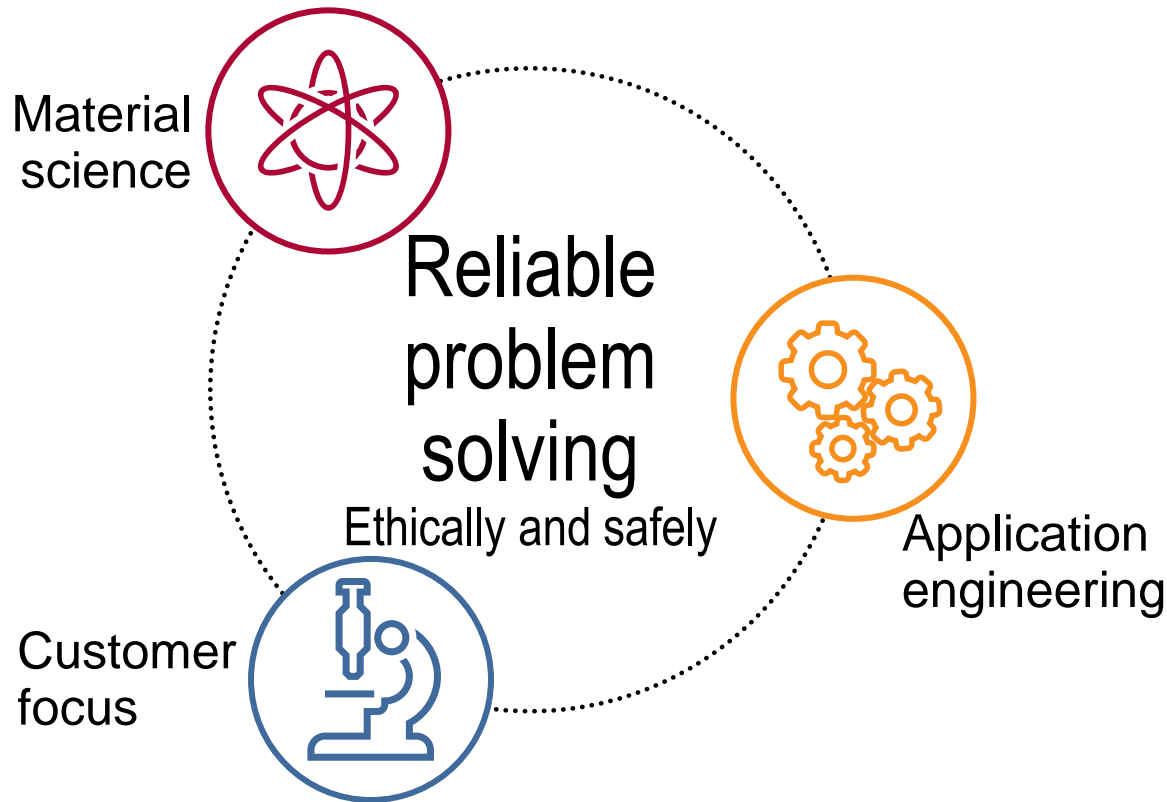 Material
science
Reliable
problem
solving
Ethically and safely
Application
engineering
Customer
focus